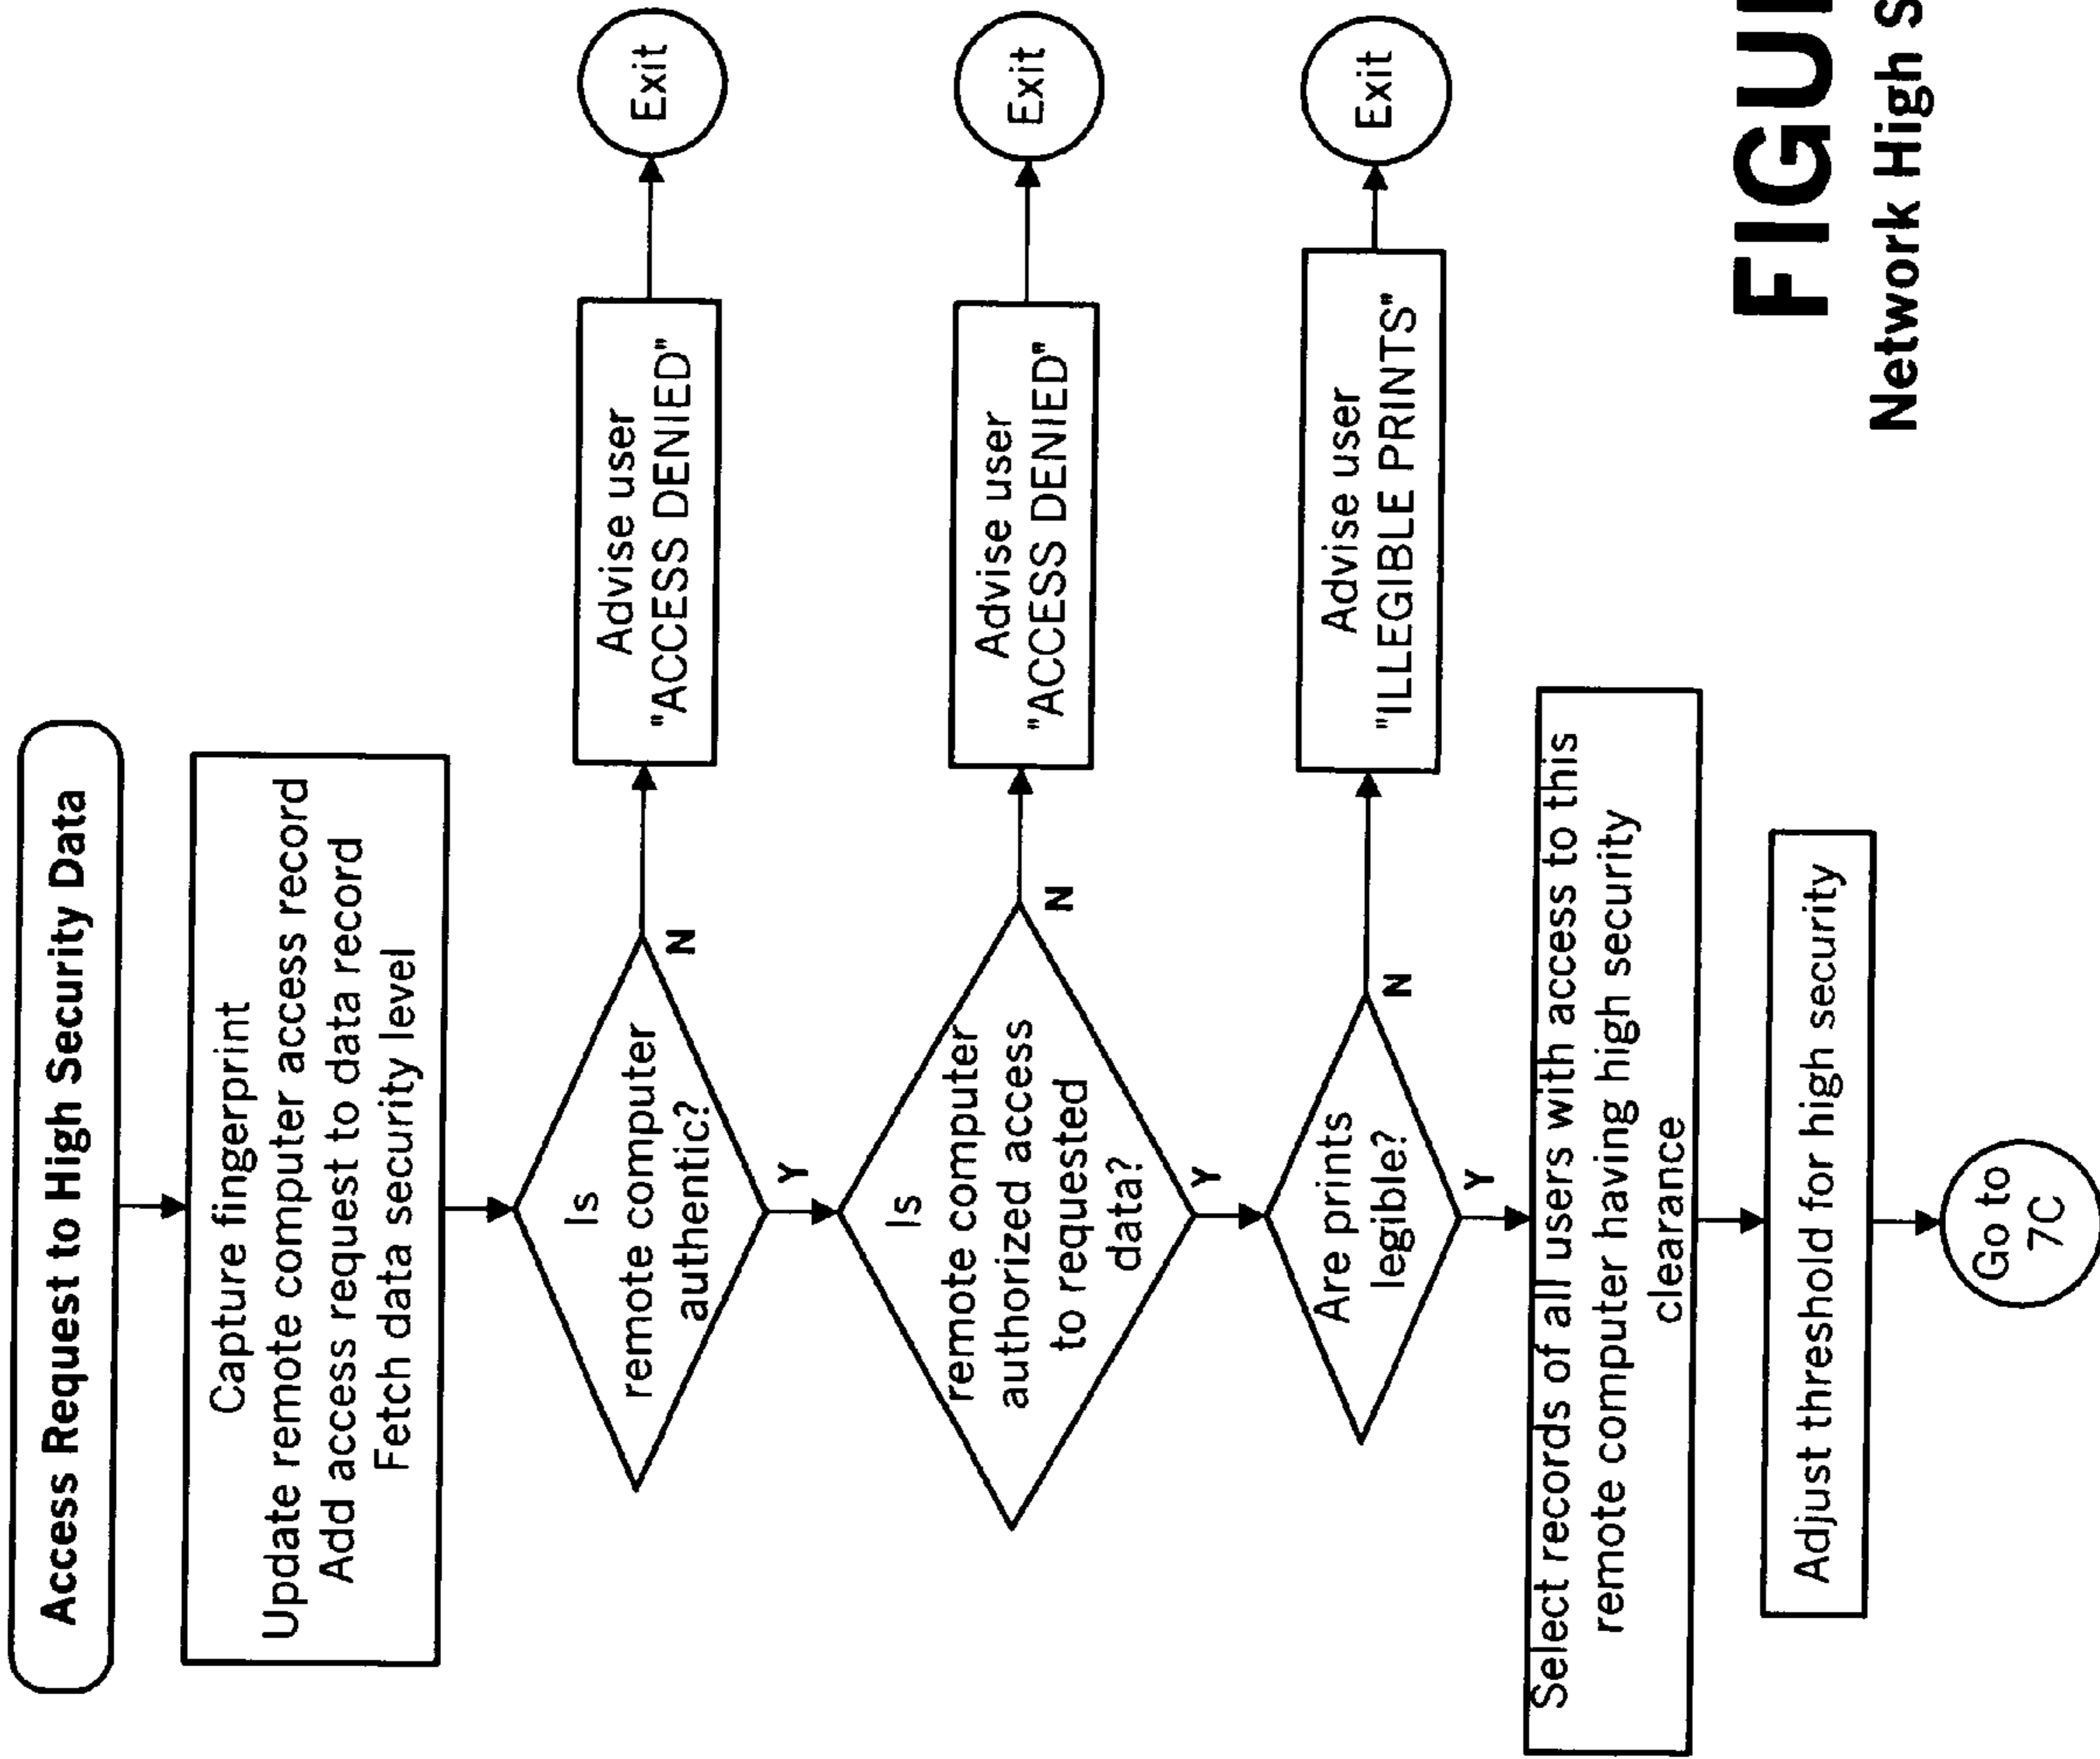 Access Request to High Security Data
Capture fingerprint
Update remote computer access record
Add access request to data record
Fetch data security level
Is
remote computer
authentic?
N
Advise user
"ACCESS DENIED"
Exit
Y
Is
remote computer
authorized access
to requested
data?
N
Advise user
"ACCESS DENIED"
Exit
Y
Are prints
legible?
N
Advise user
"ILLEGIBLE PRINTS"
Exit
Y
Select records of all users with access to this
remote computer having high security
clearance
Adjust threshold for high security
Go to
7C
Network High